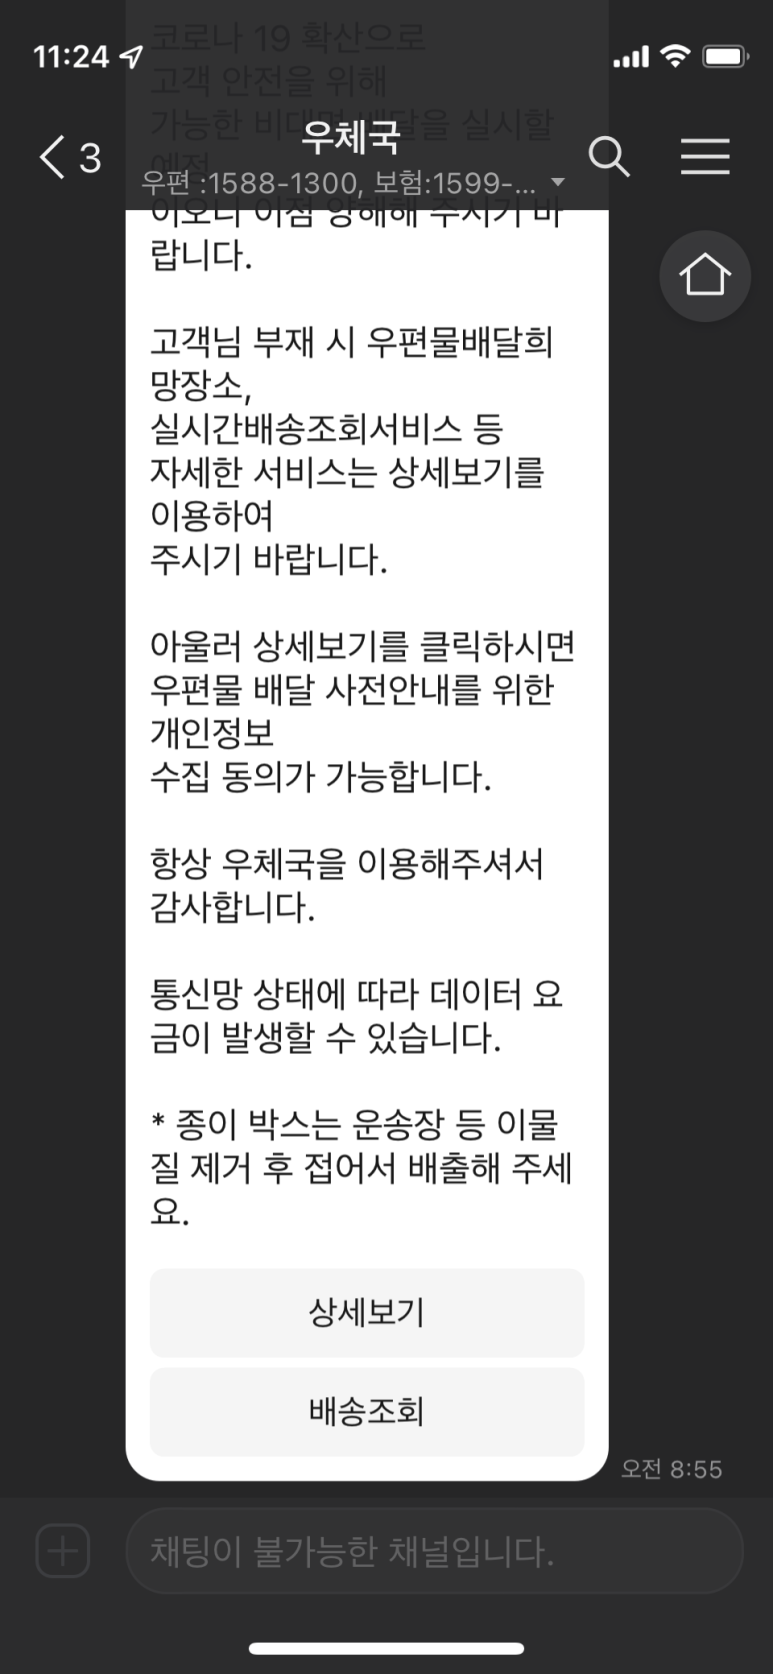 11:24
코로나 19 확산으로
고객 안전을 위해
가능한 비대면 배달을 실시할
예정
3
우체국
우편 :1588-1300, 보험:1599-...
이오니 이점 양해해 주시기 바
랍니다.
고객님 부재 시 우편물배달희
망장소,
실시간배송조회서비스 등
자세한 서비스는 상세보기를
이용하여
주시기 바랍니다.
아울러 상세보기를 클릭하시면
우편물 배달 사전안내를 위한
개인정보
수집 동의가 가능합니다.
항상 우체국을 이용해주셔서
감사합니다.
통신망 상태에 따라 데이터 요
금이 발생할 수 있습니다.
* 종이 박스는 운송장 등 이물
질 제거 후 접어서 배출해 주세
요.
상세보기
배송조회
오전 8:55
채팅이 불가능한 채널입니다.